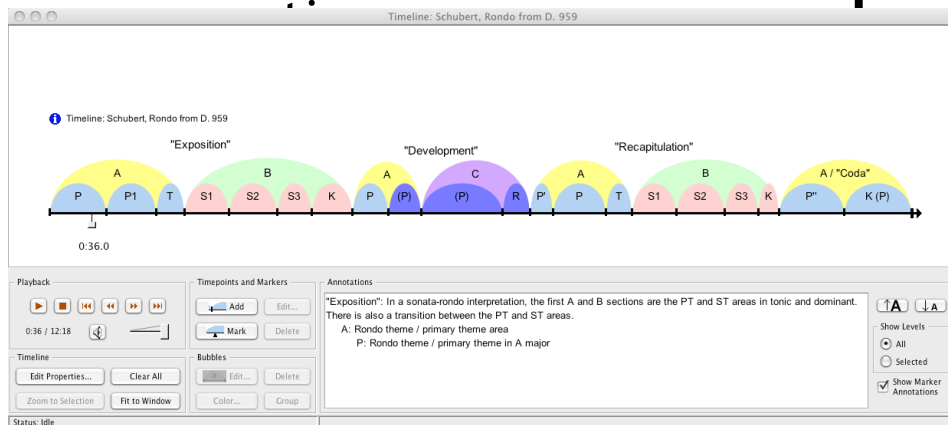 Timeline: Schubert, Rondo from D. 959
Timeline: Schubert, Rondo from D. 959
"Exposition" "Development" "Recapitulation"
A B A C A B A / "Coda"
P P1 T S1 S2 S3 K P (P) (P) R P' P T S1 S2 S3 K P" K (P)
0:36.0
Playback
0:36 / 12:18
Timepoints and Markers
Add Edit...
Mark Delete
Timeline
Edit Properties... Clear All
Zoom to Selection Fit to Window
Bubbles
Edit... Delete
Color... Group
Annotations
"Exposition": In a sonata-rondo interpretation, the first A and B sections are the PT and ST areas in tonic and dominant.
There is also a transition between the PT and ST areas.
A: Rondo theme / primary theme area
P: Rondo theme / primary theme in A major
↑A ↓A
Show Levels
All
Selected
Show Marker
Annotations
Status: Idle